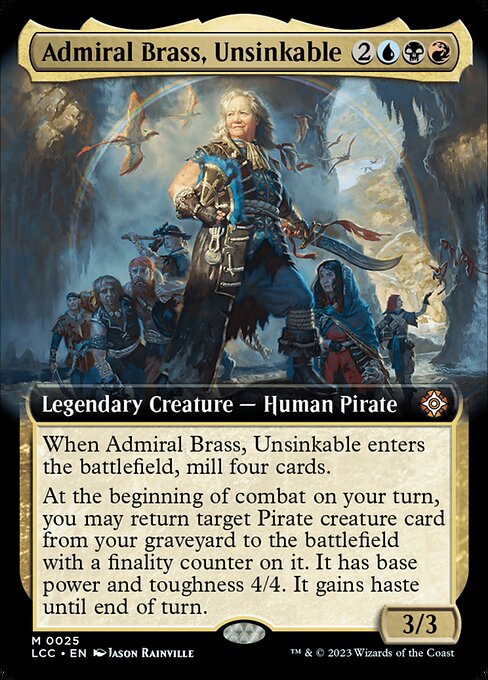 Admiral Brass, Unsinkable 2
Legendary Creature — Human Pirate
When Admiral Brass, Unsinkable enters
the battlefield, mill four cards.
At the beginning of combat on your turn,
you may return target Pirate creature card
from your graveyard to the battlefield
with a finality counter on it. It has base
power and toughness 4/4. It gains haste
until end of turn.
3/3
M 0025
LCC • EN Jason Rainville
™ & © 2023 Wizards of the Coast